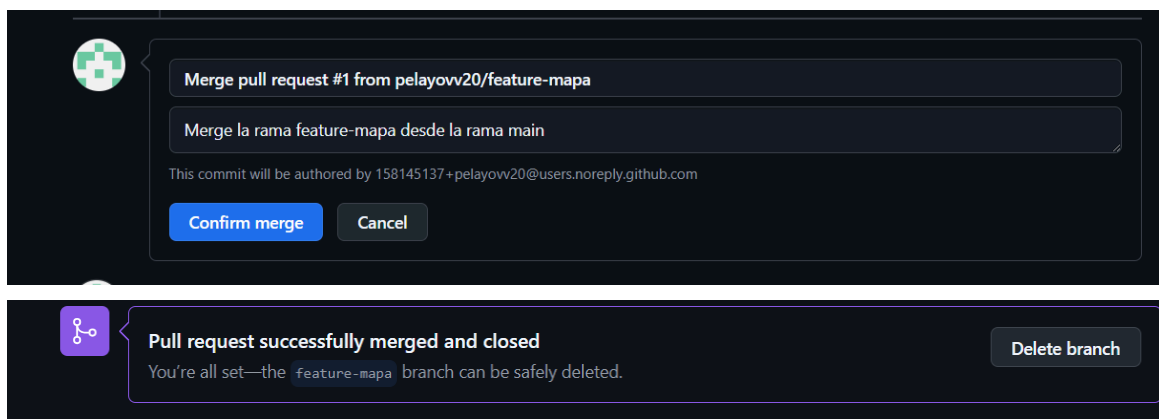 Merge pull request #1 from pelayovv20/feature-mapa
Merge la rama feature-mapa desde la rama main
This commit will be authored by 158145137+pelayovv20@users.noreply.github.com
Confirm merge
Cancel
Pull request successfully merged and closed
Delete branch
You're all set—the feature-mapa branch can be safely deleted.